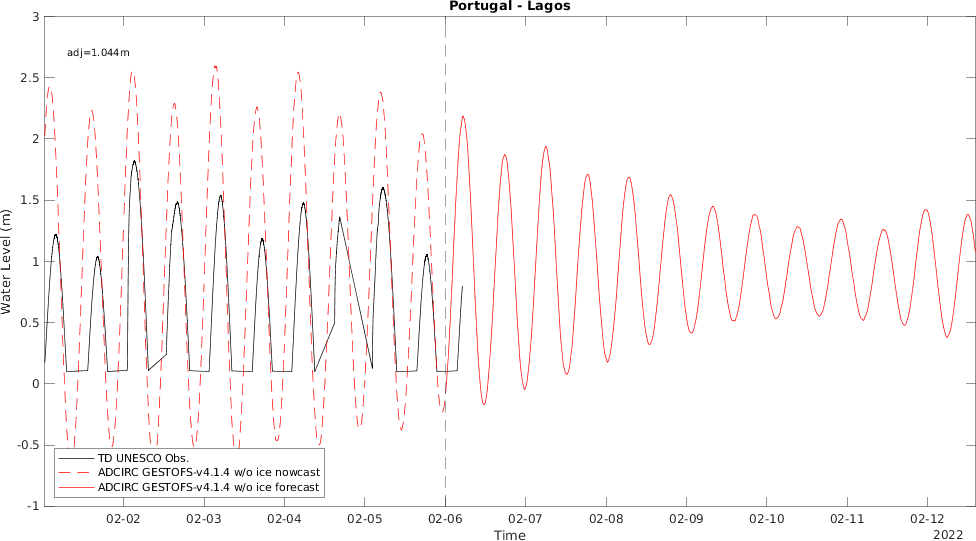 Portugal - Lagos
adj=1.044m
Water Level (m)
3
2.5
2
1.5
1
0.5
0
-0.5
-1
TD UNESCO Obs.
ADCIRC GESTOFS-v4.1.4 w/o ice nowcast
ADCIRC GESTOFS-v4.1.4 w/o ice forecast
02-02 02-03 02-04 02-05 02-06 02-07 02-08 02-09 02-10 02-11 02-12
Time
2022